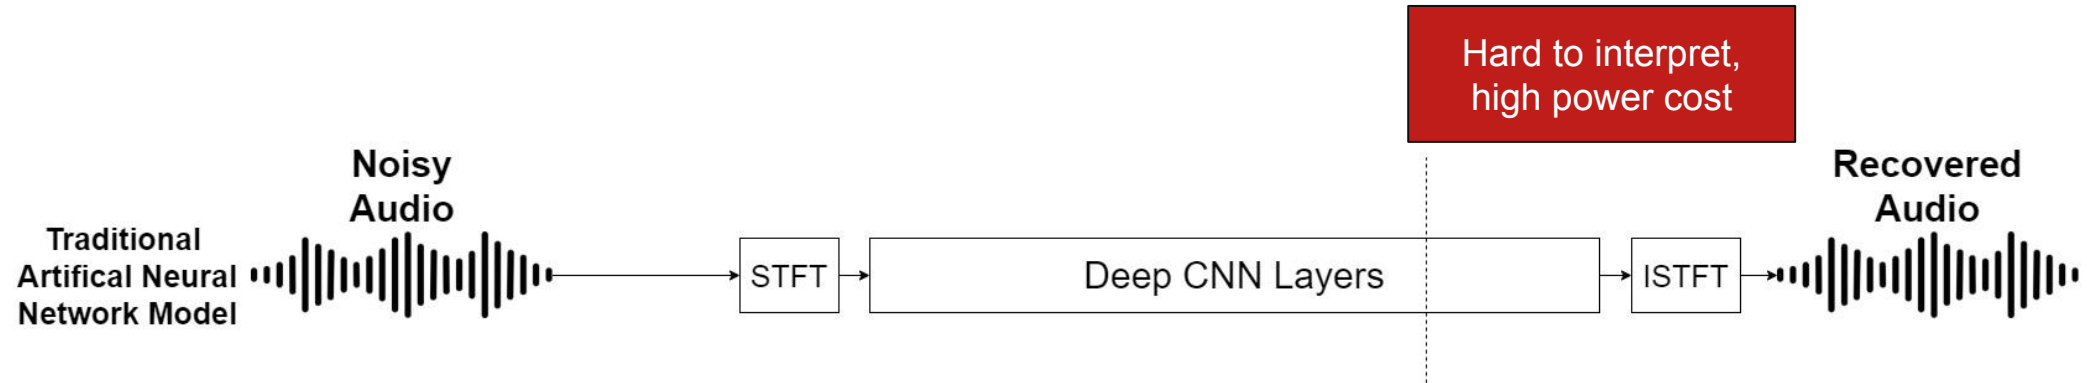 Hard to interpret,
high power cost
Noisy
Audio
Recovered
Audio
Traditional
Artifical Neural
Network Model
STFT
Deep CNN Layers
ISTFT